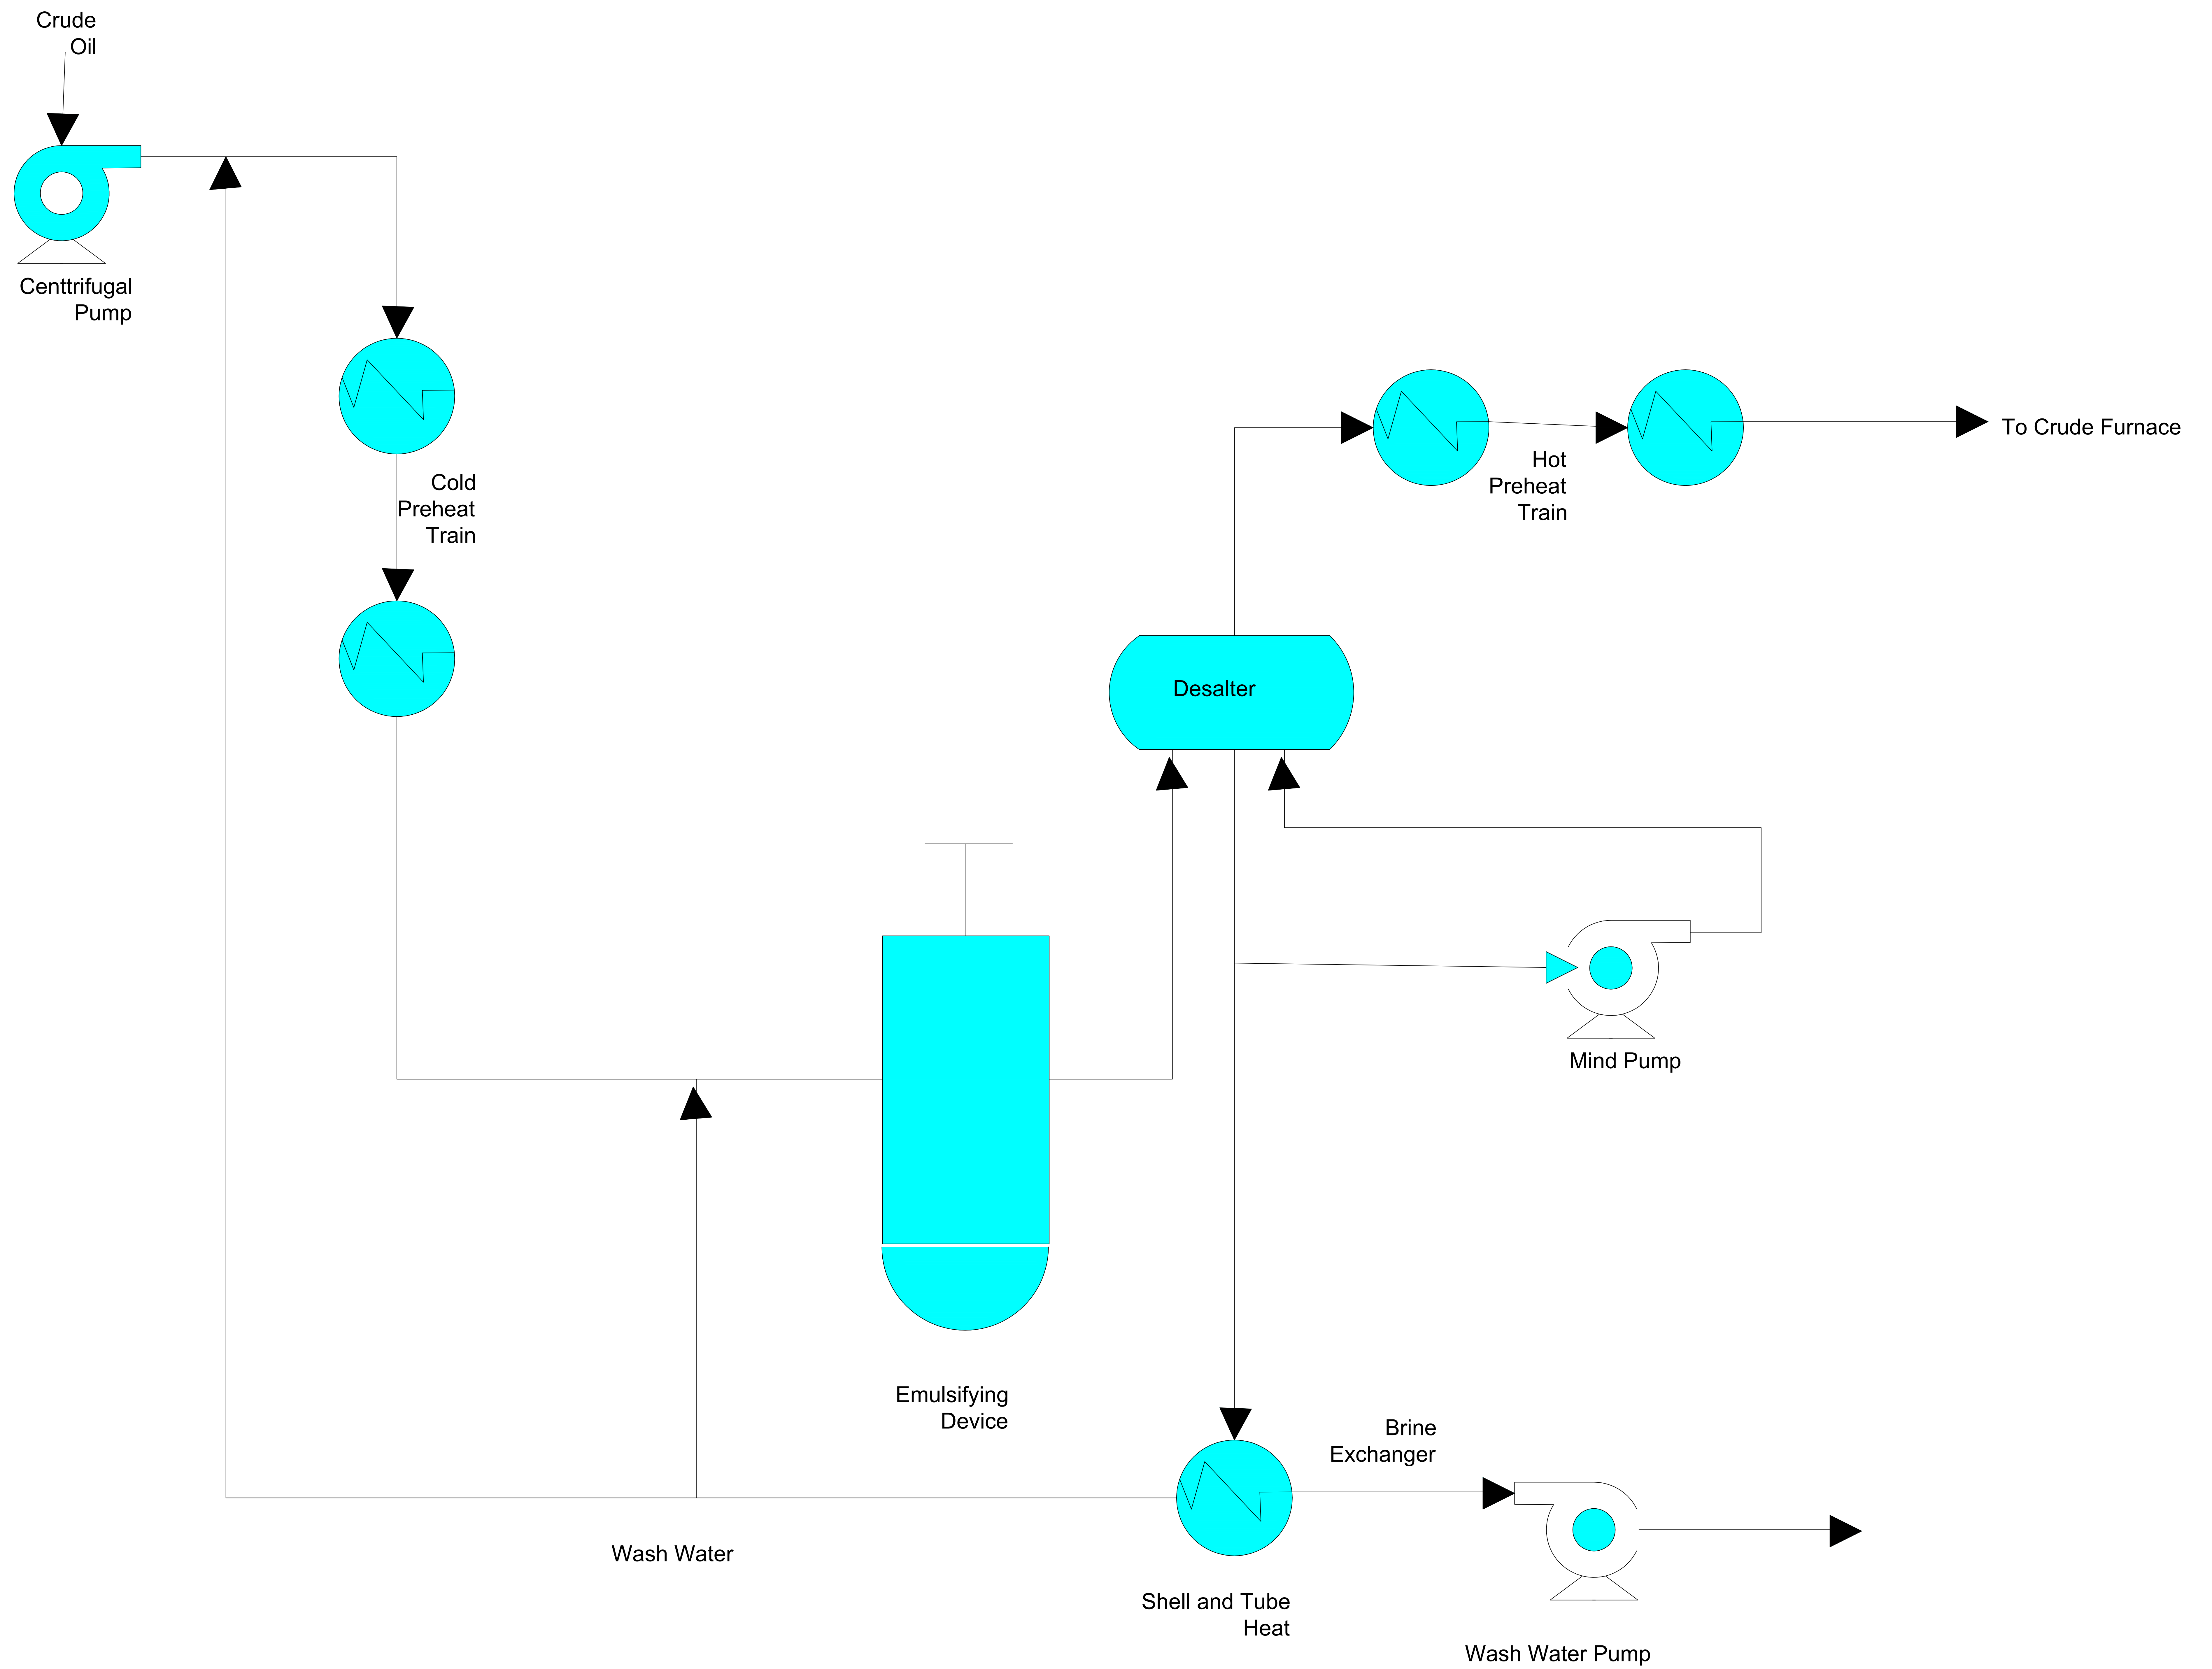 Crude
Oil
Centtrifugal
Pump
Cold
Preheat
Train
Hot
Preheat
Train
To Crude Furnace
Desalter
Mind Pump
Emulsifying
Device
Brine
Exchanger
Wash Water
Shell and Tube
Heat
Wash Water Pump